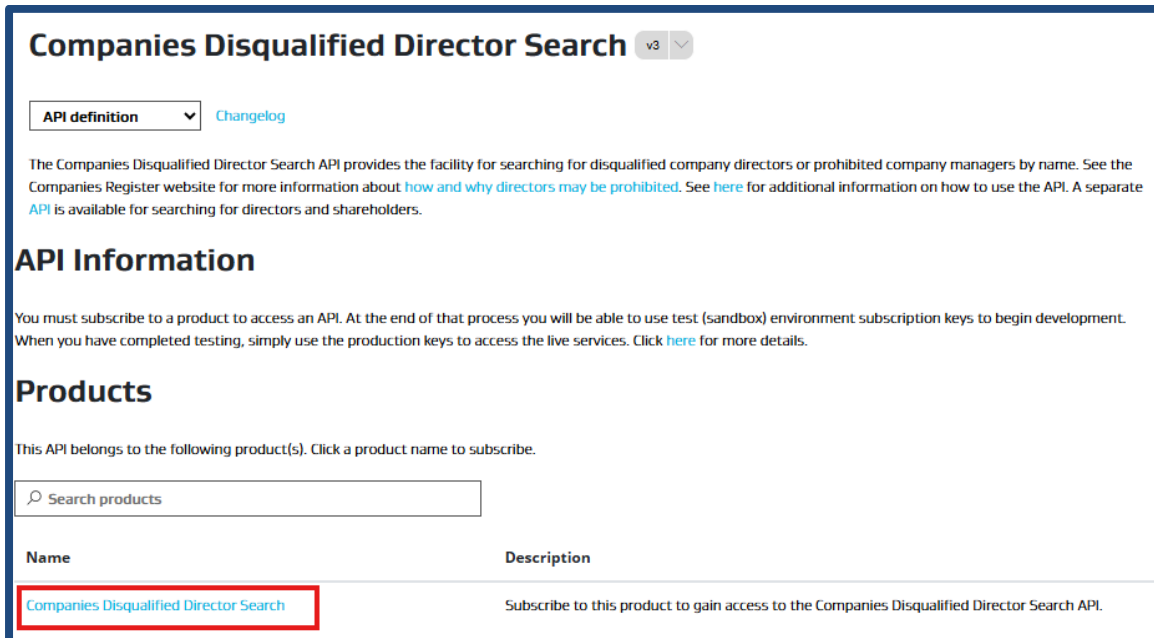 Companies Disqualified Director Search v3
API definition Changelog
The Companies Disqualified Director Search API provides the facility for searching for disqualified company directors or prohibited company managers by name. See the
Companies Register website for more information about how and why directors may be prohibited. See here for additional information on how to use the API. A separate
API is available for searching for directors and shareholders.
API Information
You must subscribe to a product to access an API. At the end of that process you will be able to use test (sandbox) environment subscription keys to begin development.
When you have completed testing, simply use the production keys to access the live services. Click here for more details.
Products
This API belongs to the following product(s). Click a product name to subscribe.
Search products
Name Description
Companies Disqualified Director Search Subscribe to this product to gain access to the Companies Disqualified Director Search API.